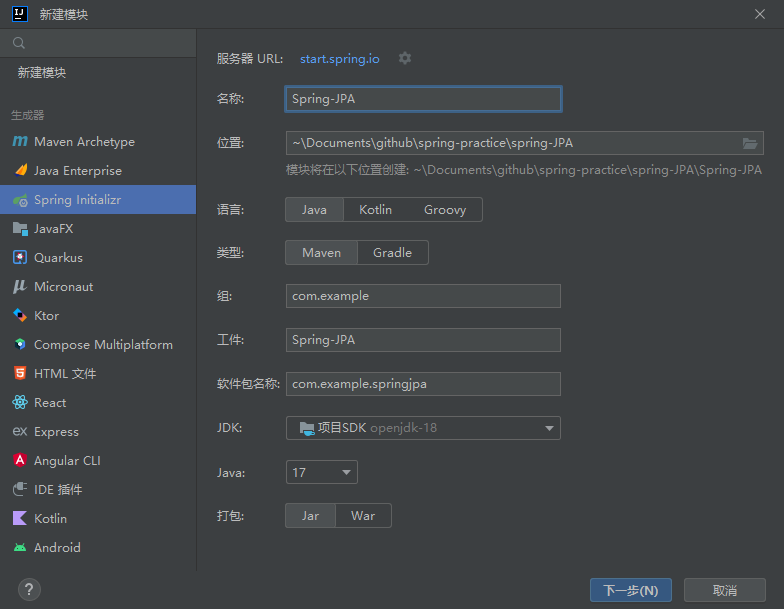 新建模块
新建模块
生成器
Maven Archetype
Java Enterprise
Spring Initializr
JavaFX
Quarkus
Micronaut
Ktor
Compose Multiplatform
HTML 文件
React
Express
Angular CLI
IDE 插件
Kotlin
Android
服务器 URL: start.spring.io
名称: Spring-JPA
位置: ~\Documents\github\spring-practice\spring-JPA
模块将在以下位置创建: ~\Documents\github\spring-practice\spring-JPA\Spring-JPA
语言: Java Kotlin Groovy
类型: Maven Gradle
组: com.example
工件: Spring-JPA
软件包名称: com.example.springjpa
JDK: 项目SDK openjdk-18
Java: 17
打包: Jar War
? 下一步(N) 取消